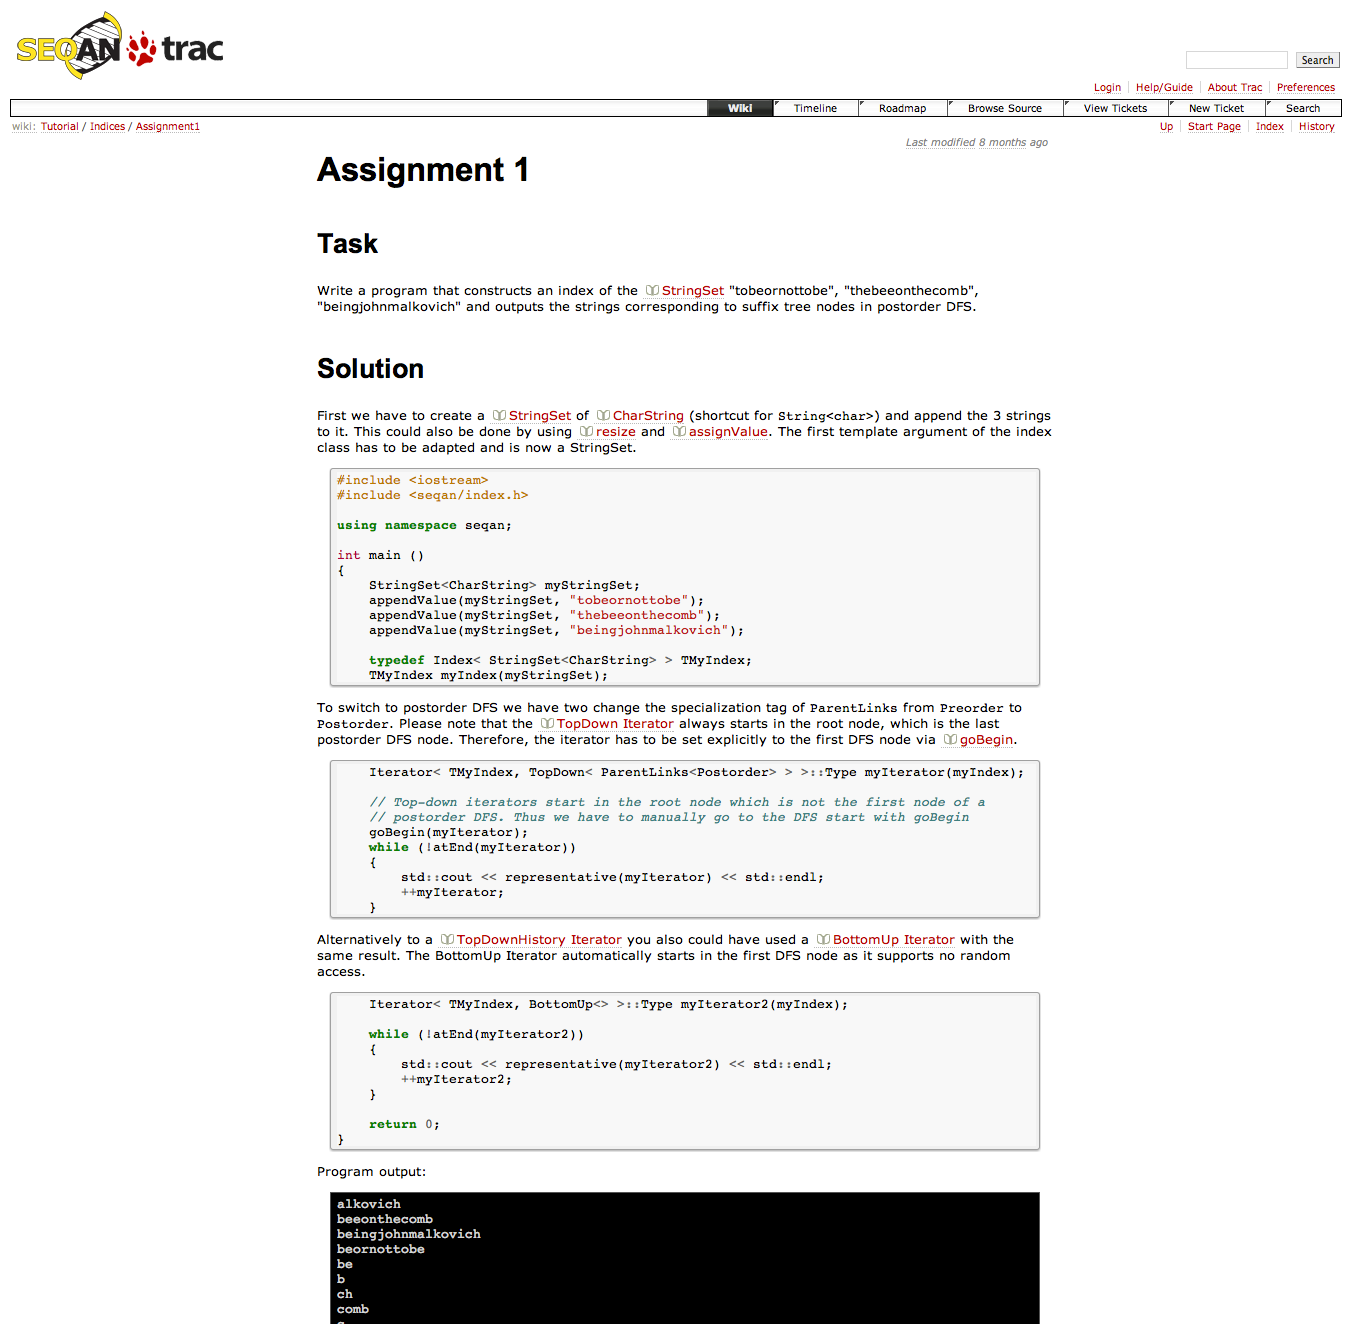 SEQAN trac
Search
Login Help/Guide About Trac Preferences
Wiki Timeline Roadmap Browse Source View Tickets New Ticket Search
wiki: Tutorial / Indices / Assignment1
Up Start Page Index History
Last modified 8 months ago
Assignment 1
Task
Write a program that constructs an index of the StringSet "tobeornottobe", "thebeeonthecomb",
"beingjohnmalkovich" and outputs the strings corresponding to suffix tree nodes in postorder DFS.
Solution
First we have to create a StringSet of CharString (shortcut for String<char>) and append the 3 strings
to it. This could also be done by using resize and assignValue. The first template argument of the index
class has to be adapted and is now a StringSet.
#include <iostream>
#include <seqan/index.h>
using namespace seqan;
int main ()
{
    StringSet<CharString> myStringSet;
    appendValue(myStringSet, "tobeornottobe");
    appendValue(myStringSet, "thebeeonthecomb");
    appendValue(myStringSet, "beingjohnmalkovich");
    typedef Index< StringSet<CharString> > TMyIndex;
    TMyIndex myIndex(myStringSet);
To switch to postorder DFS we have two change the specialization tag of ParentLinks from Preorder to
Postorder. Please note that the TopDown Iterator always starts in the root node, which is the last
postorder DFS node. Therefore, the iterator has to be set explicitly to the first DFS node via goBegin.
    Iterator< TMyIndex, TopDown< ParentLinks<Postorder> > >::Type myIterator(myIndex);
    // Top-down iterators start in the root node which is not the first node of a
    // postorder DFS. Thus we have to manually go to the DFS start with goBegin
    goBegin(myIterator);
    while (!atEnd(myIterator))
    {
        std::cout << representative(myIterator) << std::endl;
        ++myIterator;
    }
Alternatively to a TopDownHistory Iterator you also could have used a BottomUp Iterator with the
same result. The BottomUp Iterator automatically starts in the first DFS node as it supports no random
access.
    Iterator< TMyIndex, BottomUp<> >::Type myIterator2(myIndex);
    while (!atEnd(myIterator2))
    {
        std::cout << representative(myIterator2) << std::endl;
        ++myIterator2;
    }
    return 0;
}
Program output:
alkovich
beeonthecomb
beingjohnmalkovich
beornottobe
be
b
ch
comb